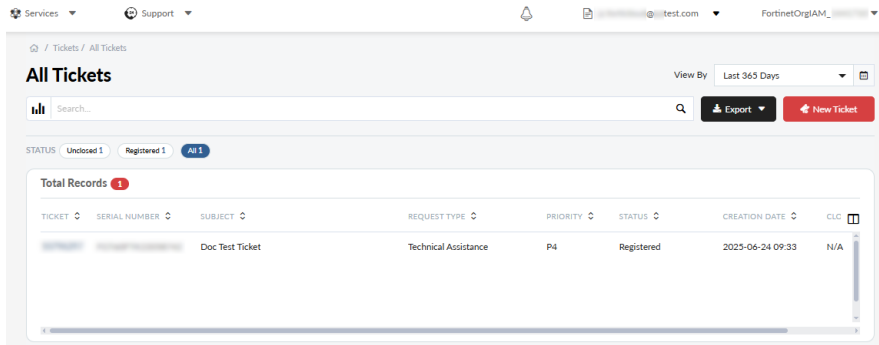 Services Support @ test.com FortinetOrgIAM_
/ Tickets / All Tickets
All Tickets
View By Last 365 Days
Search... Export New Ticket
STATUS Unclosed 1 Registered 1 All 1
Total Records 1
TICKET SERIAL NUMBER SUBJECT REQUEST TYPE PRIORITY STATUS CREATION DATE CLC
Doc Test Ticket Technical Assistance P4 Registered 2025-06-24 09:33 N/A